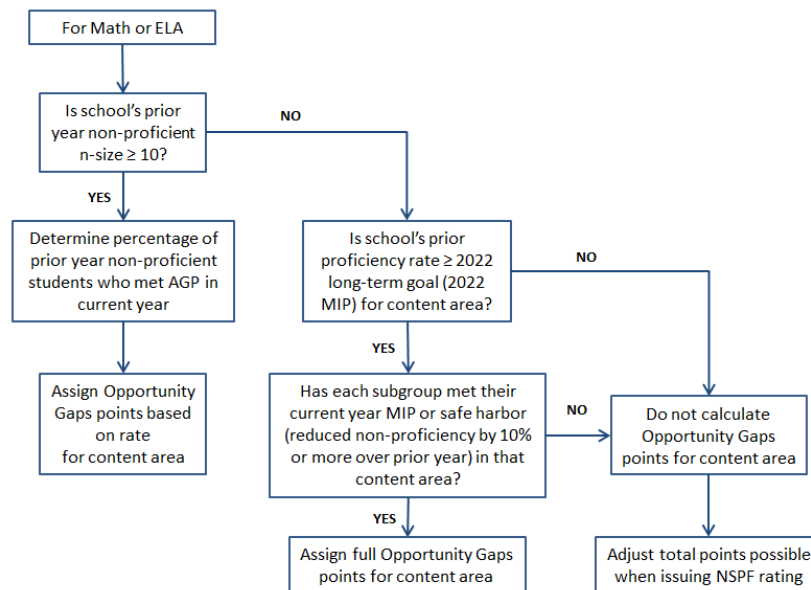 For Math or ELA
Is school's prior
year non-proficient
n-size ≥ 10?
NO
YES
Determine percentage of
prior year non-proficient
students who met AGP in
current year
Is school's prior
proficiency rate ≥ 2022
long-term goal (2022
MIP) for content area?
NO
YES
Assign Opportunity
Gaps points based
on rate
for content area
Has each subgroup met their
current year MIP or safe harbor
(reduced non-proficiency by 10%
or more over prior year) in that
content area?
NO
Do not calculate
Opportunity Gaps
points for content area
YES
Assign full Opportunity Gaps
points for content area
Adjust total points possible
when issuing NSPF rating